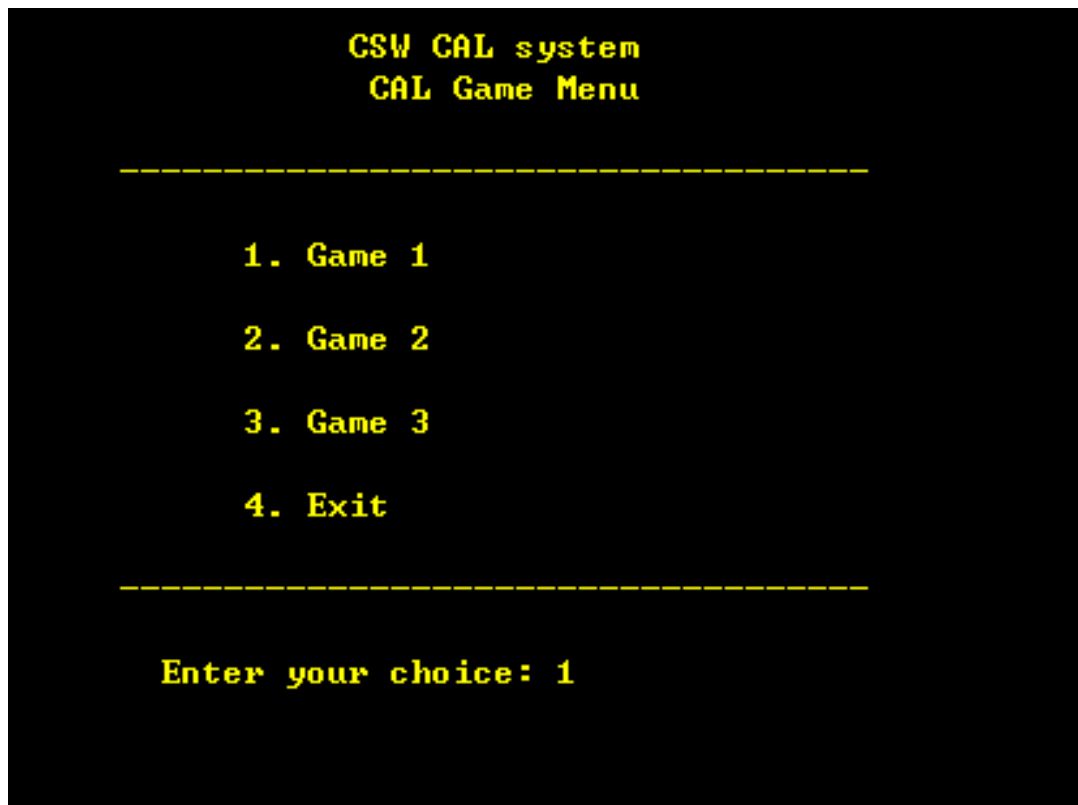 CSW CAL system
CAL Game Menu
------------------------------------
1. Game 1
2. Game 2
3. Game 3
4. Exit
------------------------------------
Enter your choice: 1